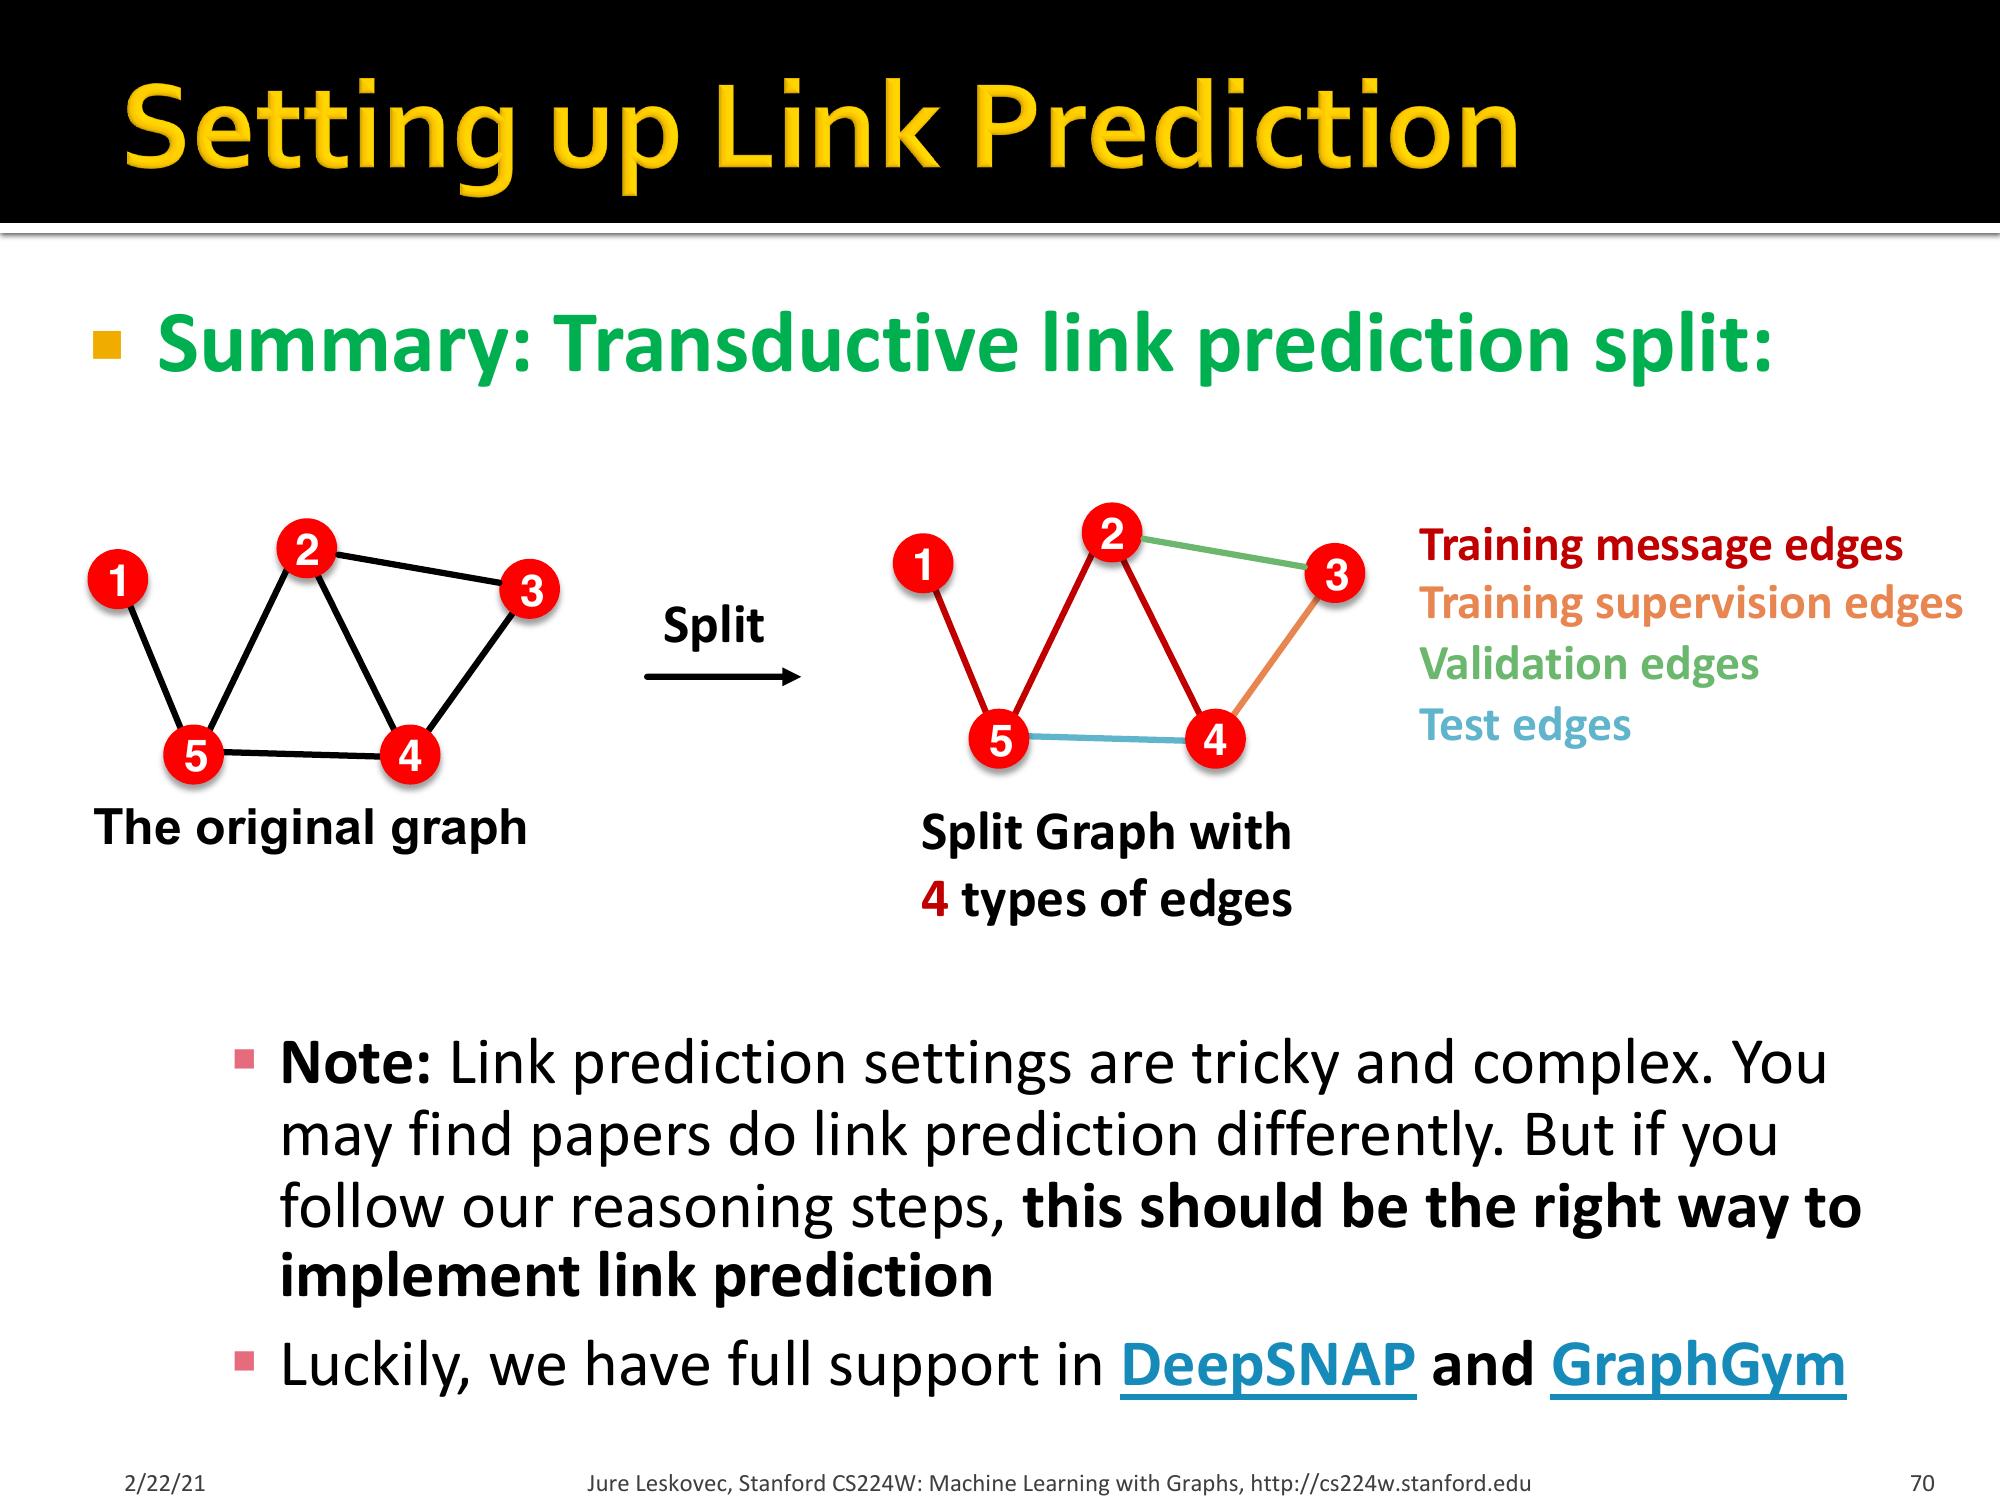 Setting up Link Prediction
Summary: Transductive link prediction split:
1
2
3
5
4
The original graph
Split
1
2
3
5
4
Split Graph with
4 types of edges
Training message edges
Training supervision edges
Validation edges
Test edges
Note: Link prediction settings are tricky and complex. You
may find papers do link prediction differently. But if you
follow our reasoning steps, this should be the right way to
implement link prediction
Luckily, we have full support in DeepSNAP and GraphGym
2/22/21
Jure Leskovec, Stanford CS224W: Machine Learning with Graphs, http://cs224w.stanford.edu
70